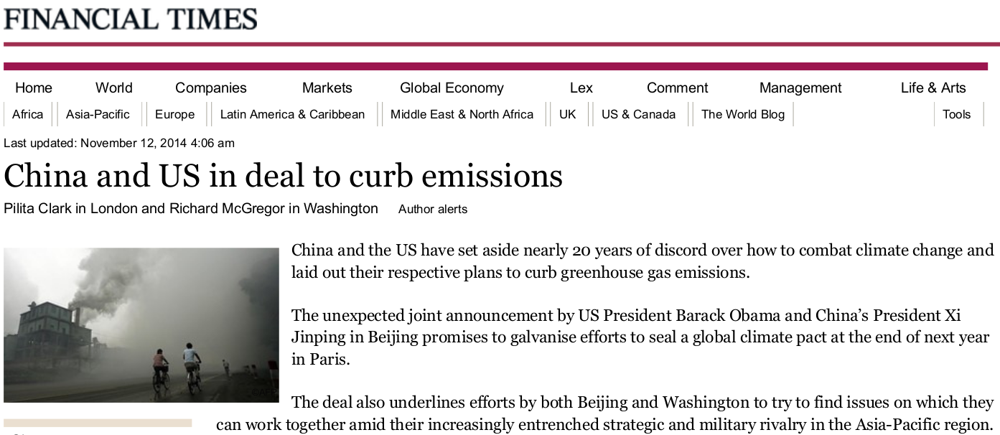 FINANCIAL TIMES
Home World Companies Markets Global Economy Lex Comment Management Life & Arts
Africa Asia-Pacific Europe Latin America & Caribbean Middle East & North Africa UK US & Canada The World Blog Tools
Last updated: November 12, 2014 4:06 am
China and US in deal to curb emissions
Pilita Clark in London and Richard McGregor in Washington Author alerts
China and the US have set aside nearly 20 years of discord over how to combat climate change and
laid out their respective plans to curb greenhouse gas emissions.
The unexpected joint announcement by US President Barack Obama and China’s President Xi
Jinping in Beijing promises to galvanise efforts to seal a global climate pact at the end of next year
in Paris.
©AFP
The deal also underlines efforts by both Beijing and Washington to try to find issues on which they
can work together amid their increasingly entrenched strategic and military rivalry in the Asia-Pacific region.